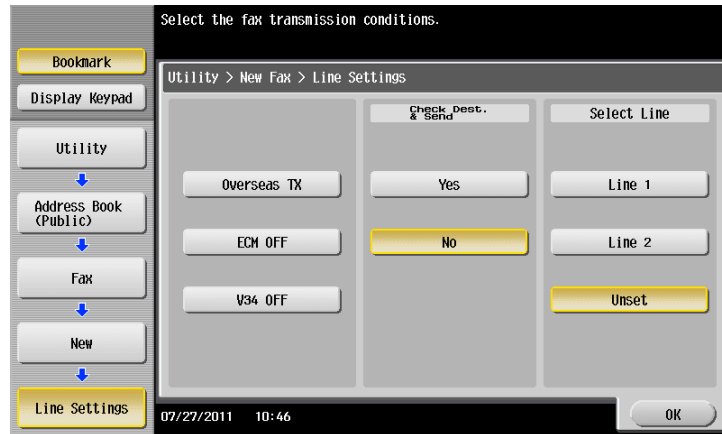 Select the fax transmission conditions.
Bookmark
Display Keypad
Utility
Address Book
(Public)
Fax
New
Line Settings
Utility > New Fax > Line Settings
Overseas TX
ECM OFF
V34 OFF
Check Dest.
& Send
Yes
No
Select Line
Line 1
Line 2
Unset
07/27/2011 10:46
OK